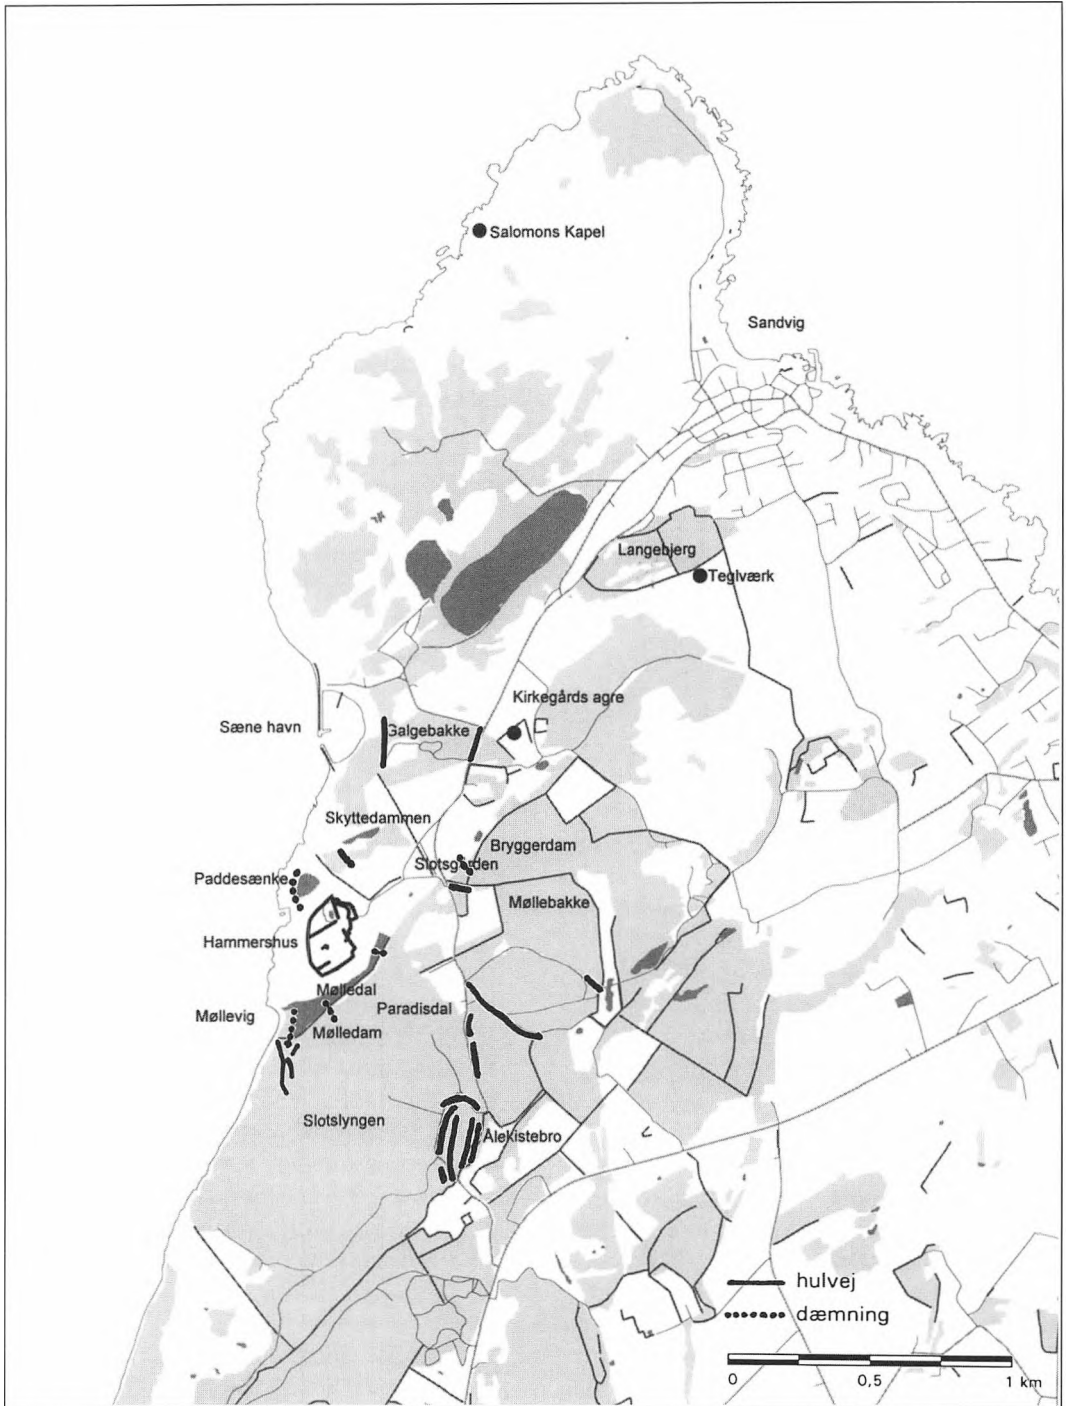 Salomons Kapel
Sandvig
Langebjerg
Teglværk
Kirkegårds agre
Sæne havn
Galgebakke
Skyttedammen
Bryggerdam
Slotsgården
Paddesænke
Møllebakke
Hammershus
Mølledal
Paradisdal
Møllevig
Mølledam
Slotslyngen
Ålekistebro
hulvej
dæmning
0 0,5 1 km